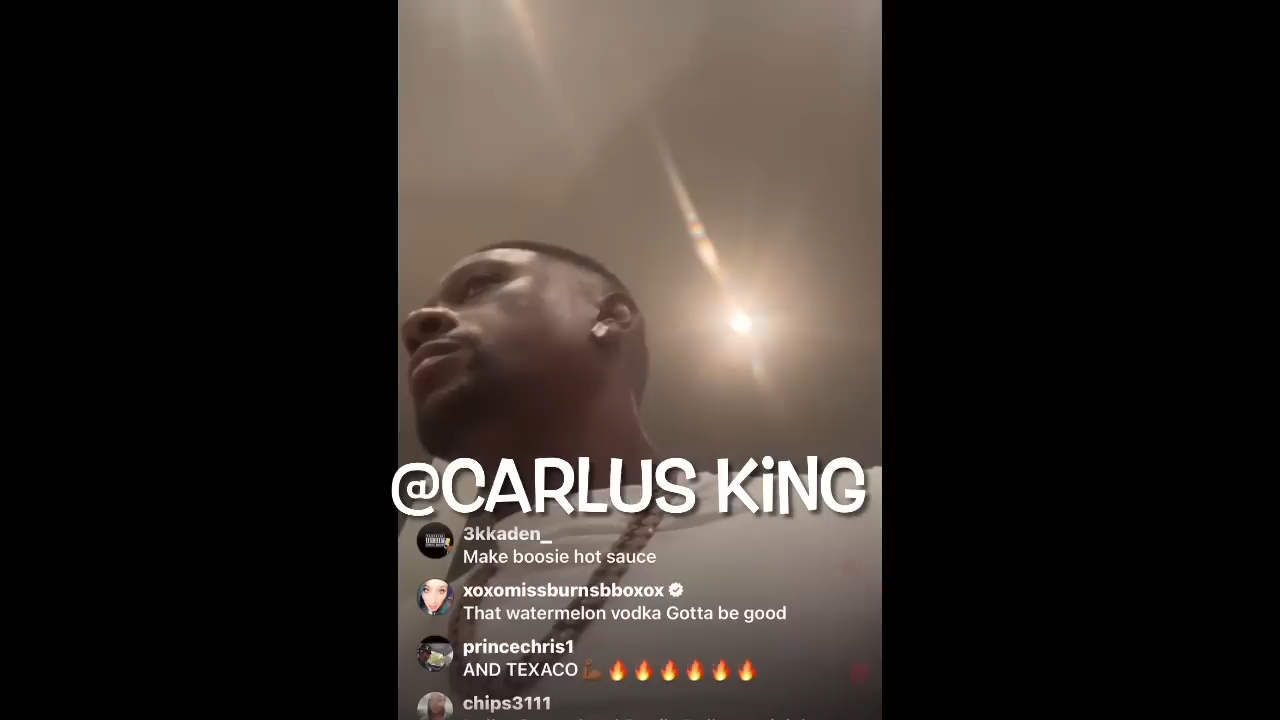 @CARLUS KiNG
3kkaden_
Make boosie hot sauce
xoxomissburnsbboxox
That watermelon vodka Gotta be good
princechris1
AND TEXACO 💪🏾🔥🔥🔥🔥🔥🔥
chips3111